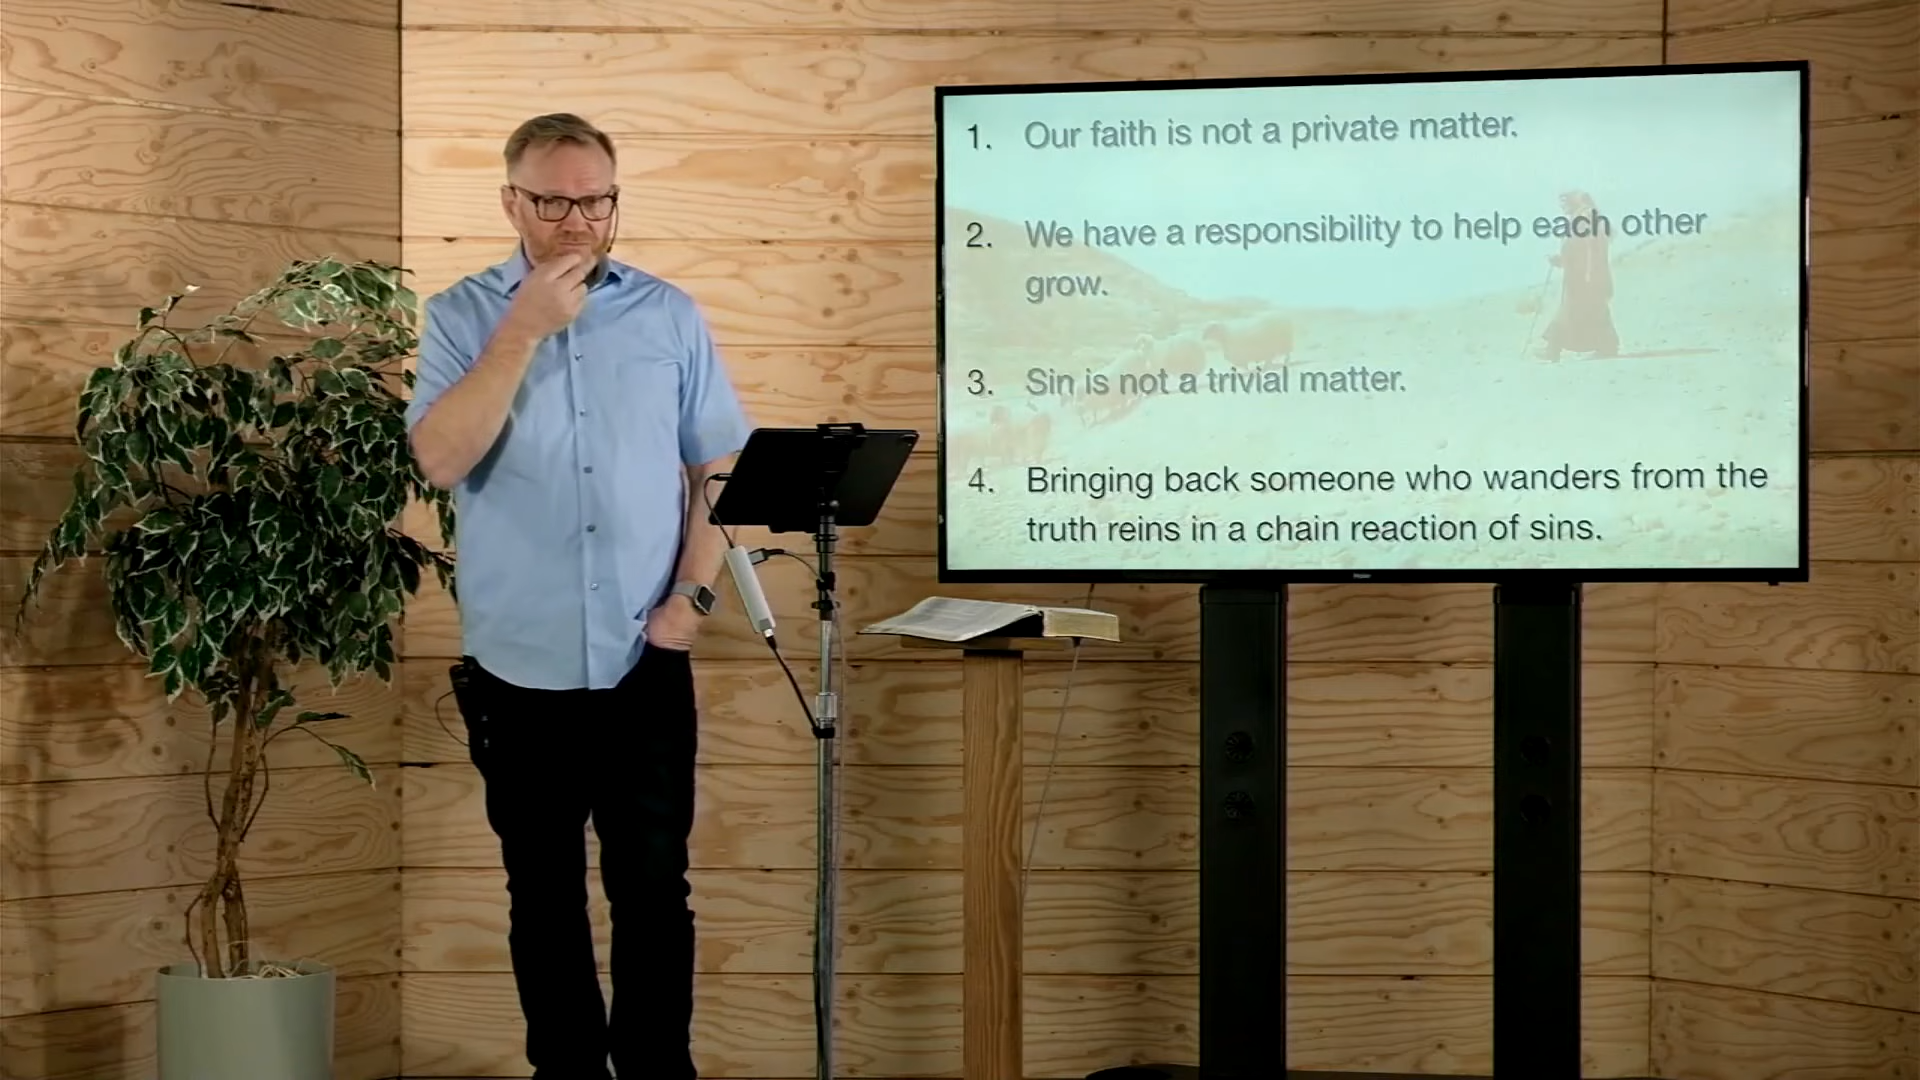 1. Our faith is not a private matter.
2. We have a responsibility to help each other
grow.
3. Sin is not a trivial matter.
4. Bringing back someone who wanders from the
truth reins in a chain reaction of sins.